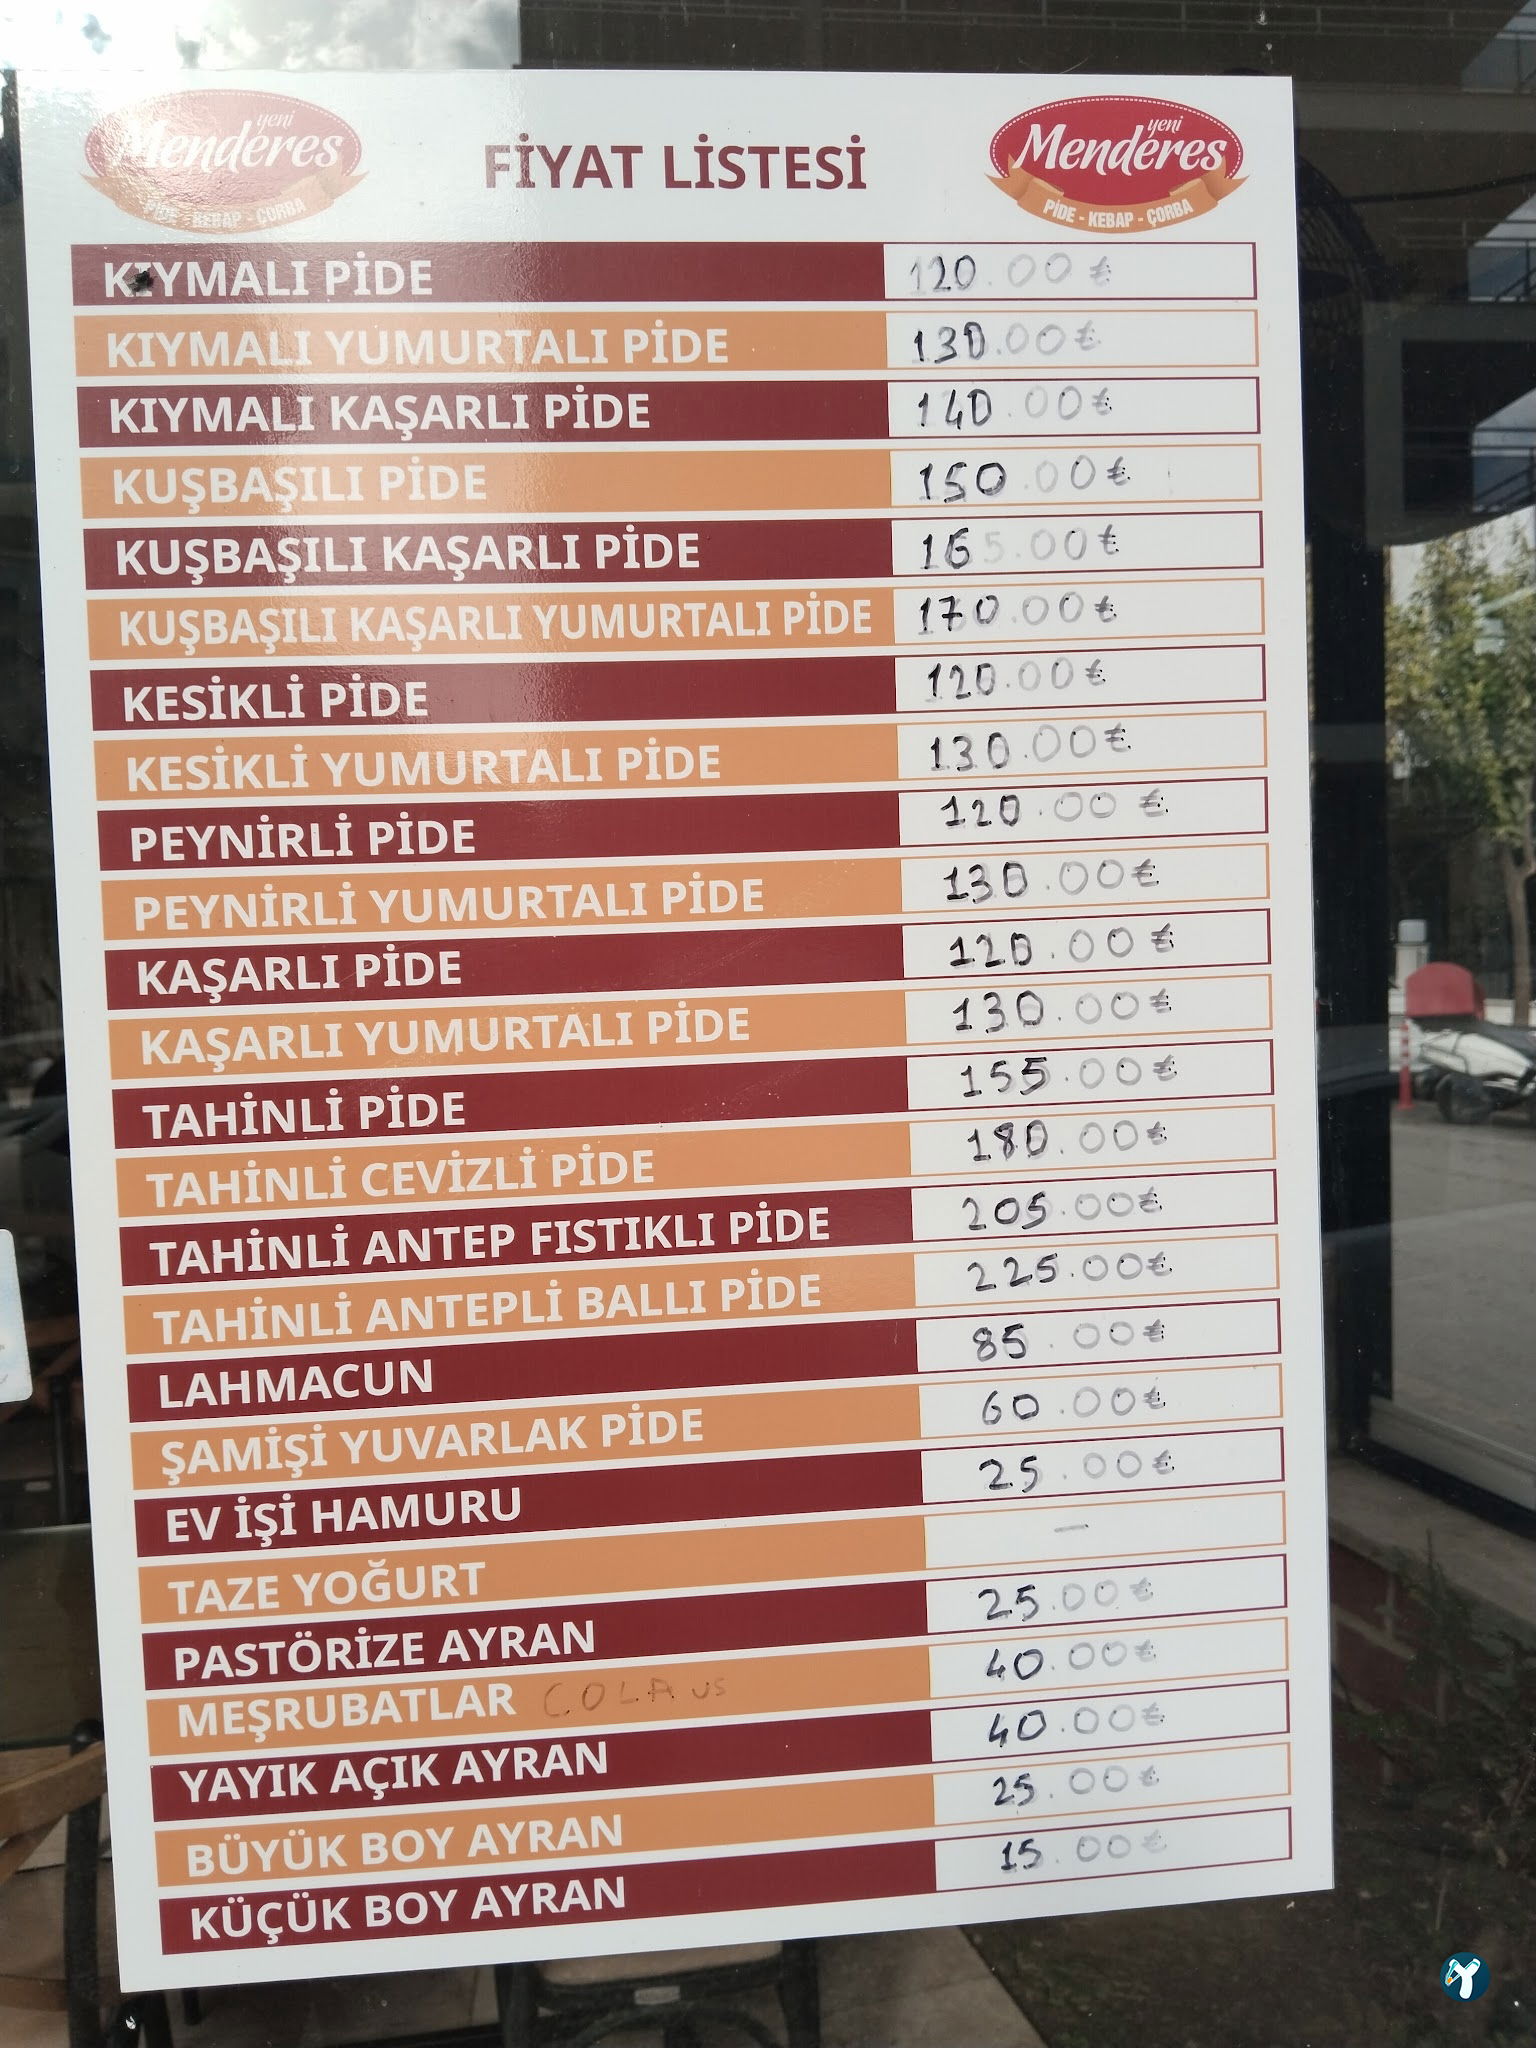 yeni
Menderes
PİDE - KEBAP - ÇORBA
FİYAT LİSTESİ
yeni
Menderes
PİDE - KEBAP - ÇORBA
KIYMALI PİDE 120.00 ₺
KIYMALI YUMURTALI PİDE 130.00 ₺
KIYMALI KAŞARLI PİDE 140.00 ₺
KUŞBAŞILI PİDE 150.00 ₺
KUŞBAŞILI KAŞARLI PİDE 165.00 ₺
KUŞBAŞILI KAŞARLI YUMURTALI PİDE 170.00 ₺
KESİKLİ PİDE 120.00 ₺
KESİKLİ YUMURTALI PİDE 130.00 ₺
PEYNİRLİ PİDE 120.00 ₺
PEYNİRLİ YUMURTALI PİDE 130.00 ₺
KAŞARLI PİDE 120.00 ₺
KAŞARLI YUMURTALI PİDE 130.00 ₺
TAHİNLİ PİDE 155.00 ₺
TAHİNLİ CEVİZLİ PİDE 180.00 ₺
TAHİNLİ ANTEP FISTIKLI PİDE 205.00 ₺
TAHİNLİ ANTEPLİ BALLI PİDE 225.00 ₺
LAHMACUN 85.00 ₺
ŞAMİŞİ YUVARLAK PİDE 60.00 ₺
EV İŞİ HAMURU 25.00 ₺
TAZE YOĞURT —
PASTÖRİZE AYRAN 25.00 ₺
MEŞRUBATLAR COLA vs 40.00 ₺
YAYIK AÇIK AYRAN 40.00 ₺
BÜYÜK BOY AYRAN 25.00 ₺
KÜÇÜK BOY AYRAN 15.00 ₺